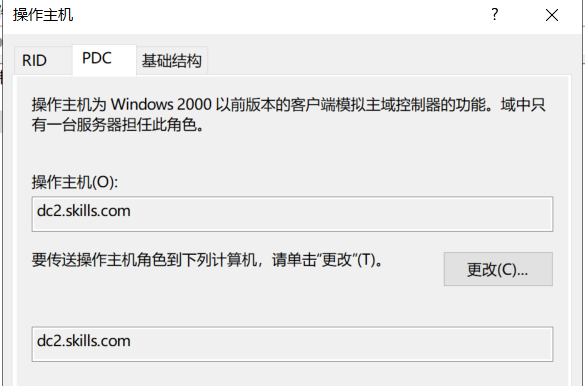 操作主机
?
RID
PDC
基础结构
操作主机为 Windows 2000 以前版本的客户端模拟主域控制器的功能。域中只
有一台服务器担任此角色。
操作主机(O):
dc2.skills.com
要传送操作主机角色到下列计算机，请单击“更改”(T)。
更改(C)...
dc2.skills.com